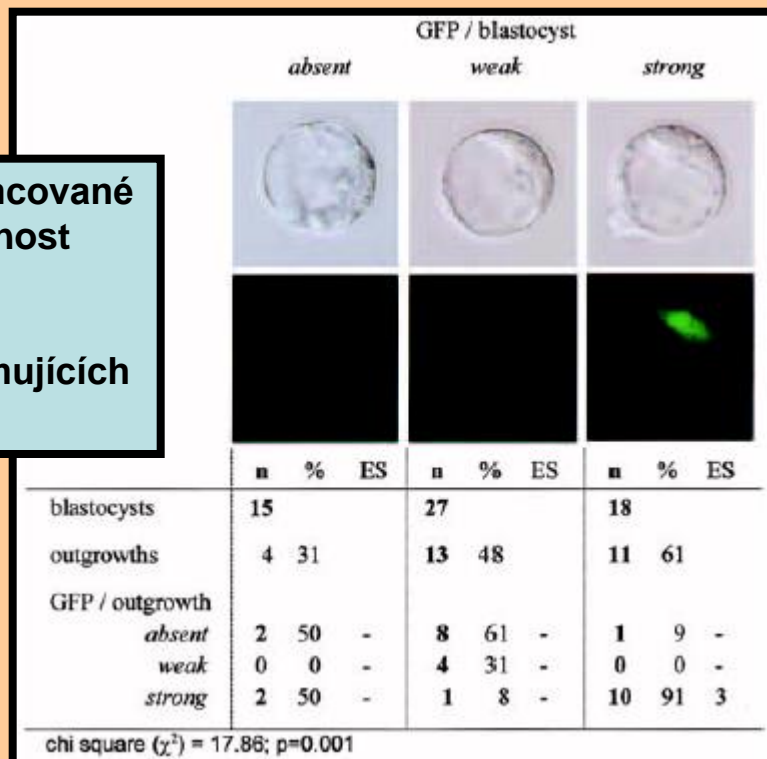 GFP / blastocyst
absent weak strong
nost
n % ES n % ES n % ES
blastocysts 15 27 18
outgrowths 4 31 13 48 11 61
GFP / outgrowth
absent 2 50 - 8 61 - 1 9 -
weak 0 0 - 4 31 - 0 0 -
strong 2 50 - 1 8 - 10 91 3
chi square (χ²) = 17.86; p=0.001